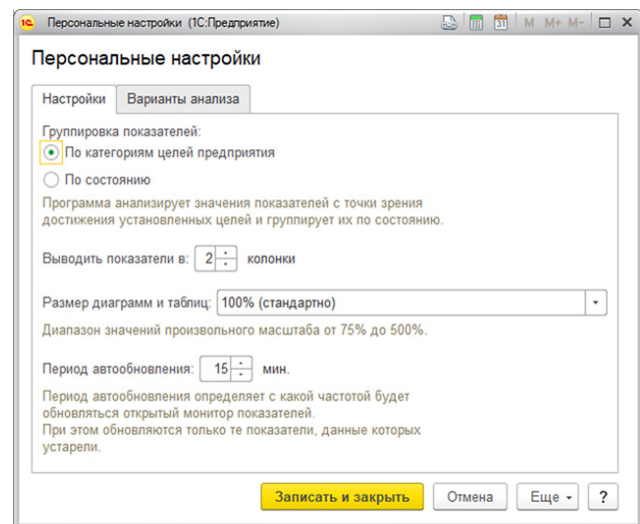 1С Персональные настройки (1С:Предприятие) 31 M M+ M-
Персональные настройки
Настройки Варианты анализа
Группировка показателей:
По категориям целей предприятия
По состоянию
Программа анализирует значения показателей с точки зрения
достижения установленных целей и группирует их по состоянию.
Выводить показатели в: 2 колонки
Размер диаграмм и таблиц: 100% (стандартно)
Диапазон значений произвольного масштаба от 75% до 500%.
Период автообновления: 15 мин.
Период автообновления определяет с какой частотой будет
обновляться открытый монитор показателей.
При этом обновляются только те показатели, данные которых
устарели.
Записать и закрыть Отмена Еще ?